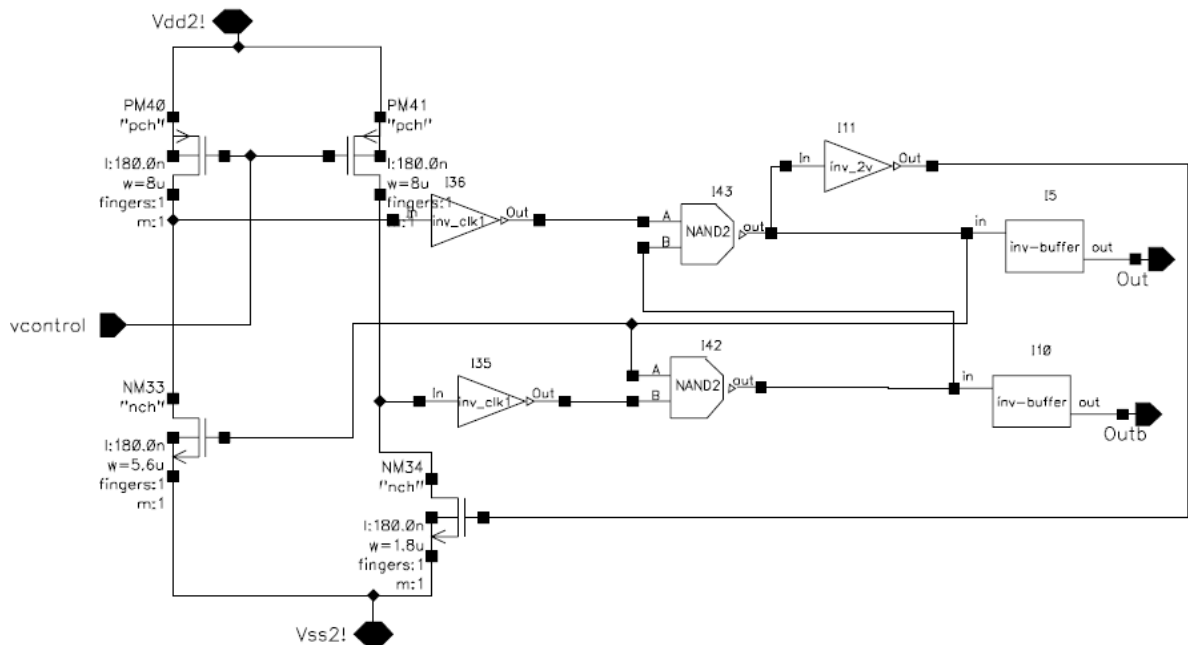 Vdd2!
PM40
"pch"
l:180.0n
w=8u
fingers:1
m:1
PM41
"pch"
l:180.0n
w=8u
fingers:1
:1
I36
In
inv_clk1
Out
I43
A
B
NAND2
out
I11
In
inv_2v
Out
I5
in
inv-buffer
out
Out
vcontrol
NM33
"nch"
l:180.0n
w=5.6u
fingers:1
m:1
I35
In
inv_clk1
Out
I42
A
B
NAND2
out
I10
in
inv-buffer
out
Outb
NM34
"nch"
l:180.0n
w=1.8u
fingers:1
m:1
Vss2!